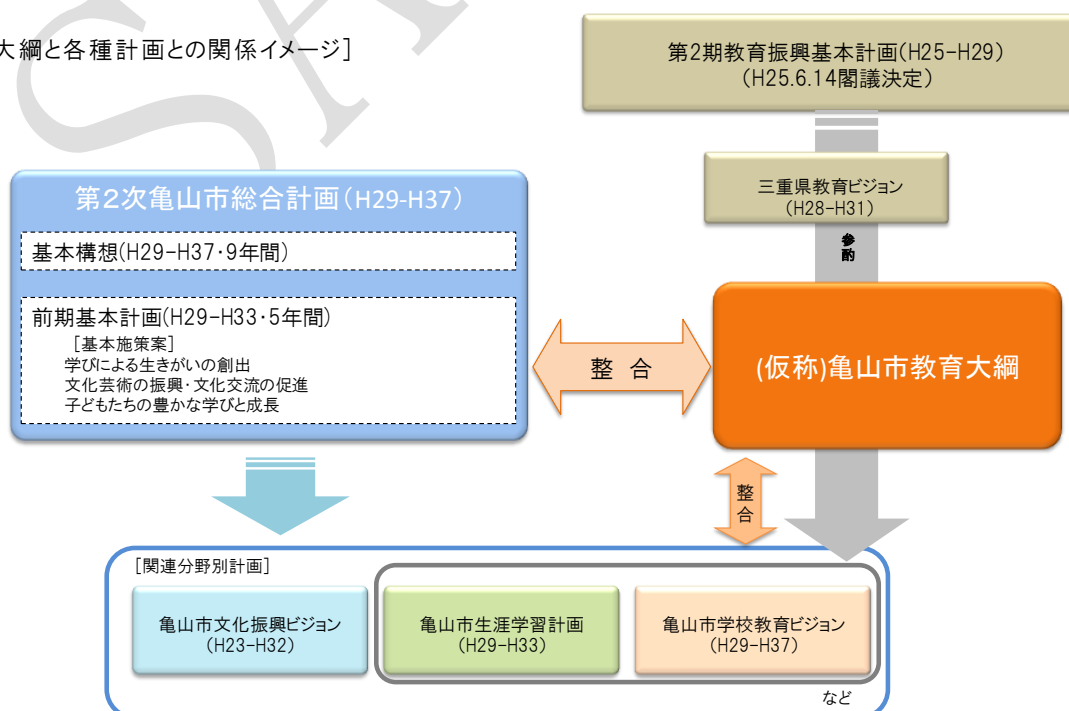 大綱と各種計画との関係イメージ]
第2期教育振興基本計画(H25-H29)
(H25.6.14閣議決定)
三重県教育ビジョン
(H28-H31)
参酌
第2次亀山市総合計画(H29-H37)
基本構想(H29-H37・9年間)
前期基本計画(H29-H33・5年間)
[基本施策案]
学びによる生きがいの創出
文化芸術の振興・文化交流の促進
子どもたちの豊かな学びと成長
整 合
(仮称)亀山市教育大綱
整合
[関連分野別計画]
亀山市文化振興ビジョン
(H23-H32)
亀山市生涯学習計画
(H29-H33)
亀山市学校教育ビジョン
(H29-H37)
など